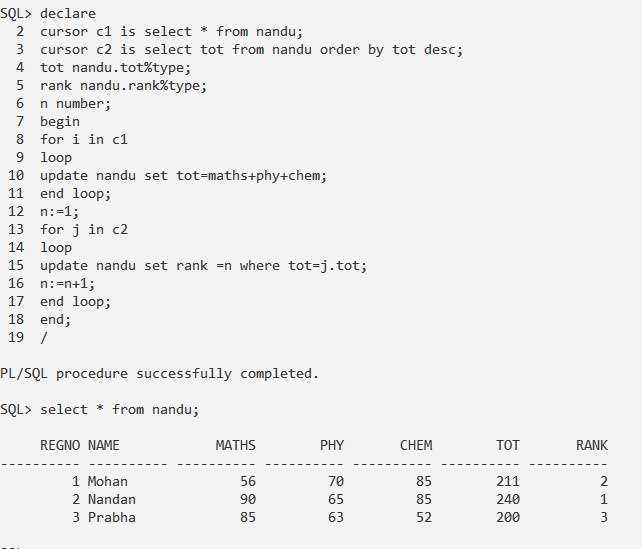 SQL> declare
2 cursor c1 is select * from nandu;
3 cursor c2 is select tot from nandu order by tot desc;
4 tot nandu.tot%type;
5 rank nandu.rank%type;
6 n number;
7 begin
8 for i in c1
9 loop
10 update nandu set tot=maths+phy+chem;
11 end loop;
12 n:=1;
13 for j in c2
14 loop
15 update nandu set rank =n where tot=j.tot;
16 n:=n+1;
17 end loop;
18 end;
19 /
PL/SQL procedure successfully completed.
SQL> select * from nandu;
REGNO NAME MATHS PHY CHEM TOT RANK
---------- ---------- ---------- ---------- ---------- ---------- ----------
1 Mohan 56 70 85 211 2
2 Nandan 90 65 85 240 1
3 Prabha 85 63 52 200 3